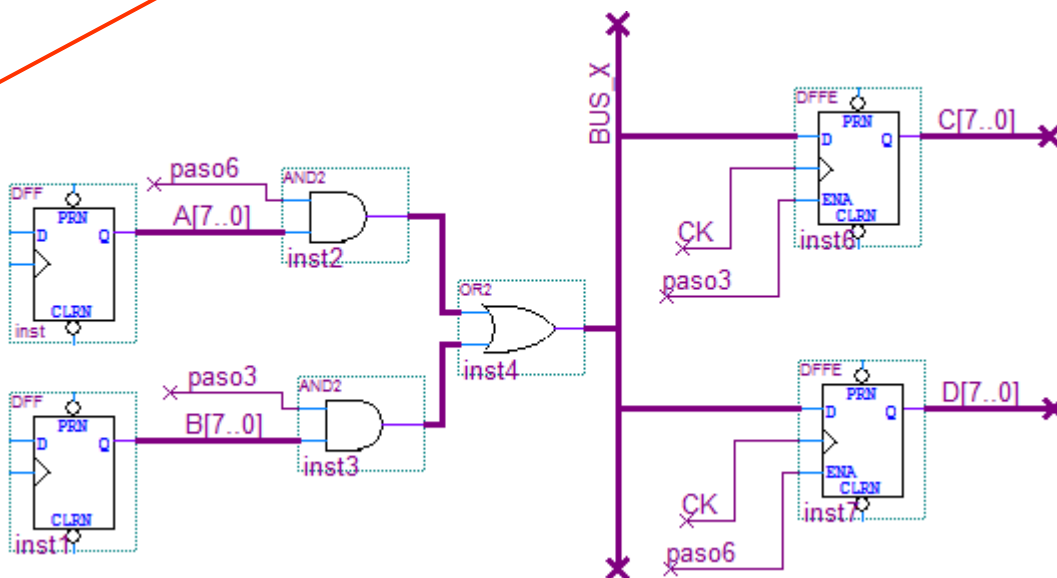 DFF
PRN
D
Q
CLRN
inst
A[7..0]
paso6
AND2
inst2
DFF
PRN
D
Q
CLRN
inst1
B[7..0]
paso3
AND2
inst3
OR2
inst4
BUS_X
DFFE
PRN
D
Q
ENA
CLRN
inst6
C[7..0]
CK
paso3
DFFE
PRN
D
Q
ENA
CLRN
inst7
D[7..0]
CK
paso6